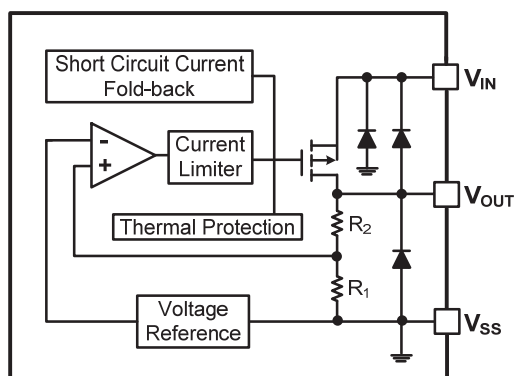 Short Circuit Current
Fold-back
V_IN
-
+
Current
Limiter
V_OUT
R_2
Thermal Protection
R_1
Voltage
Reference
V_SS